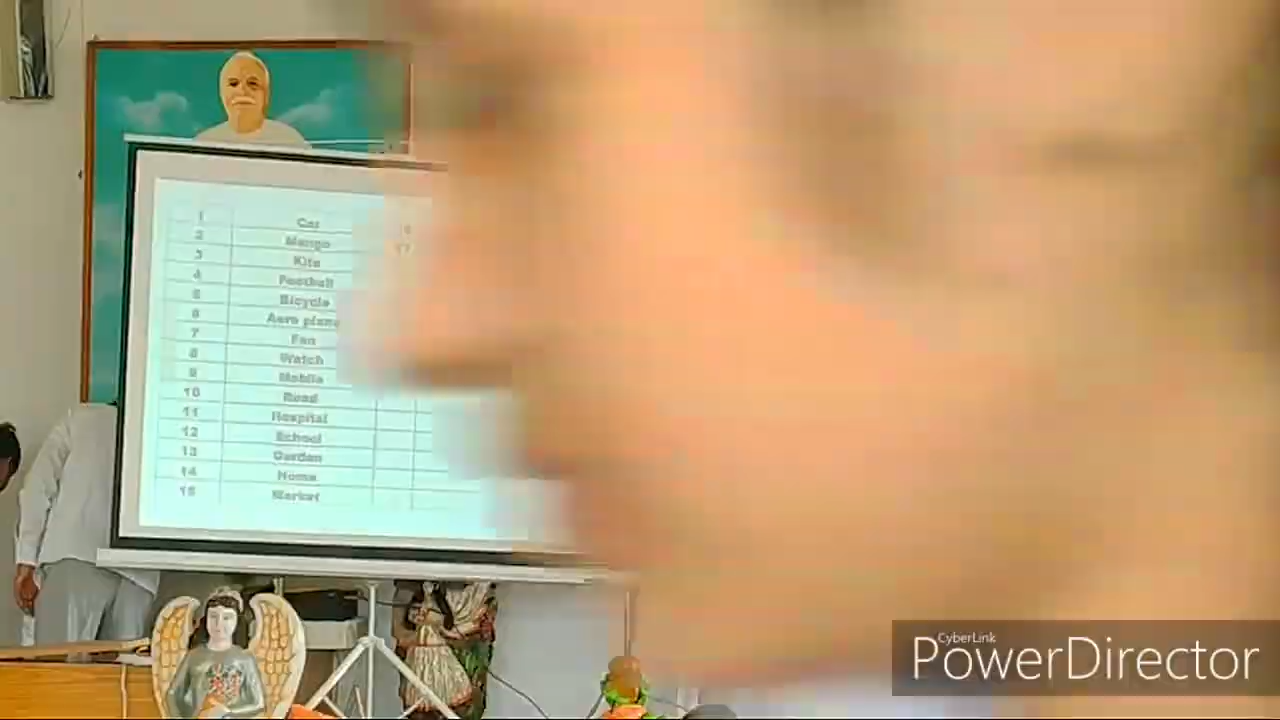 1 Car
2 Mango
3 Kite
4 Football
5 Bicycle
6 Aero plane
7 Fan
8 Watch
9 Mobile
10 Road
11 Hospital
12 School
13 Garden
14 Home
15 Market
CyberLink
PowerDirector